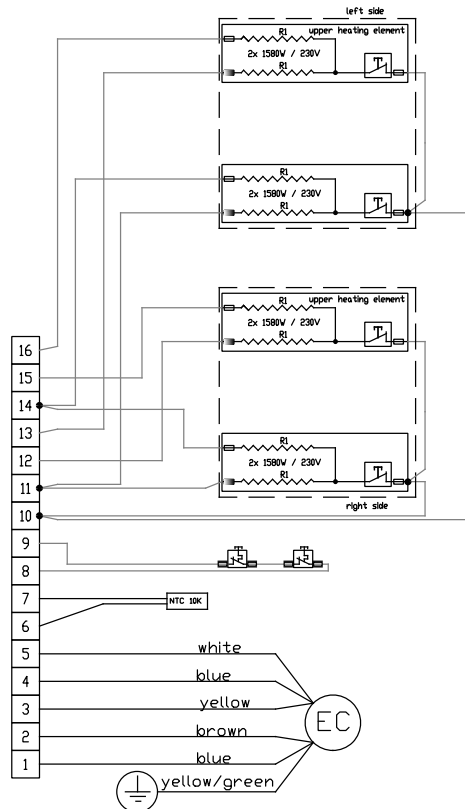 left side
R1
upper heating element
2x 1580W / 230V
R1
R1
2x 1580W / 230V
R1
R1
upper heating element
2x 1580W / 230V
R1
R1
2x 1580W / 230V
R1
right side
16
15
14
13
12
11
10
9
8
7
NTC 10K
6
5
white
4
blue
3
yellow
EC
2
brown
1
blue
yellow/green